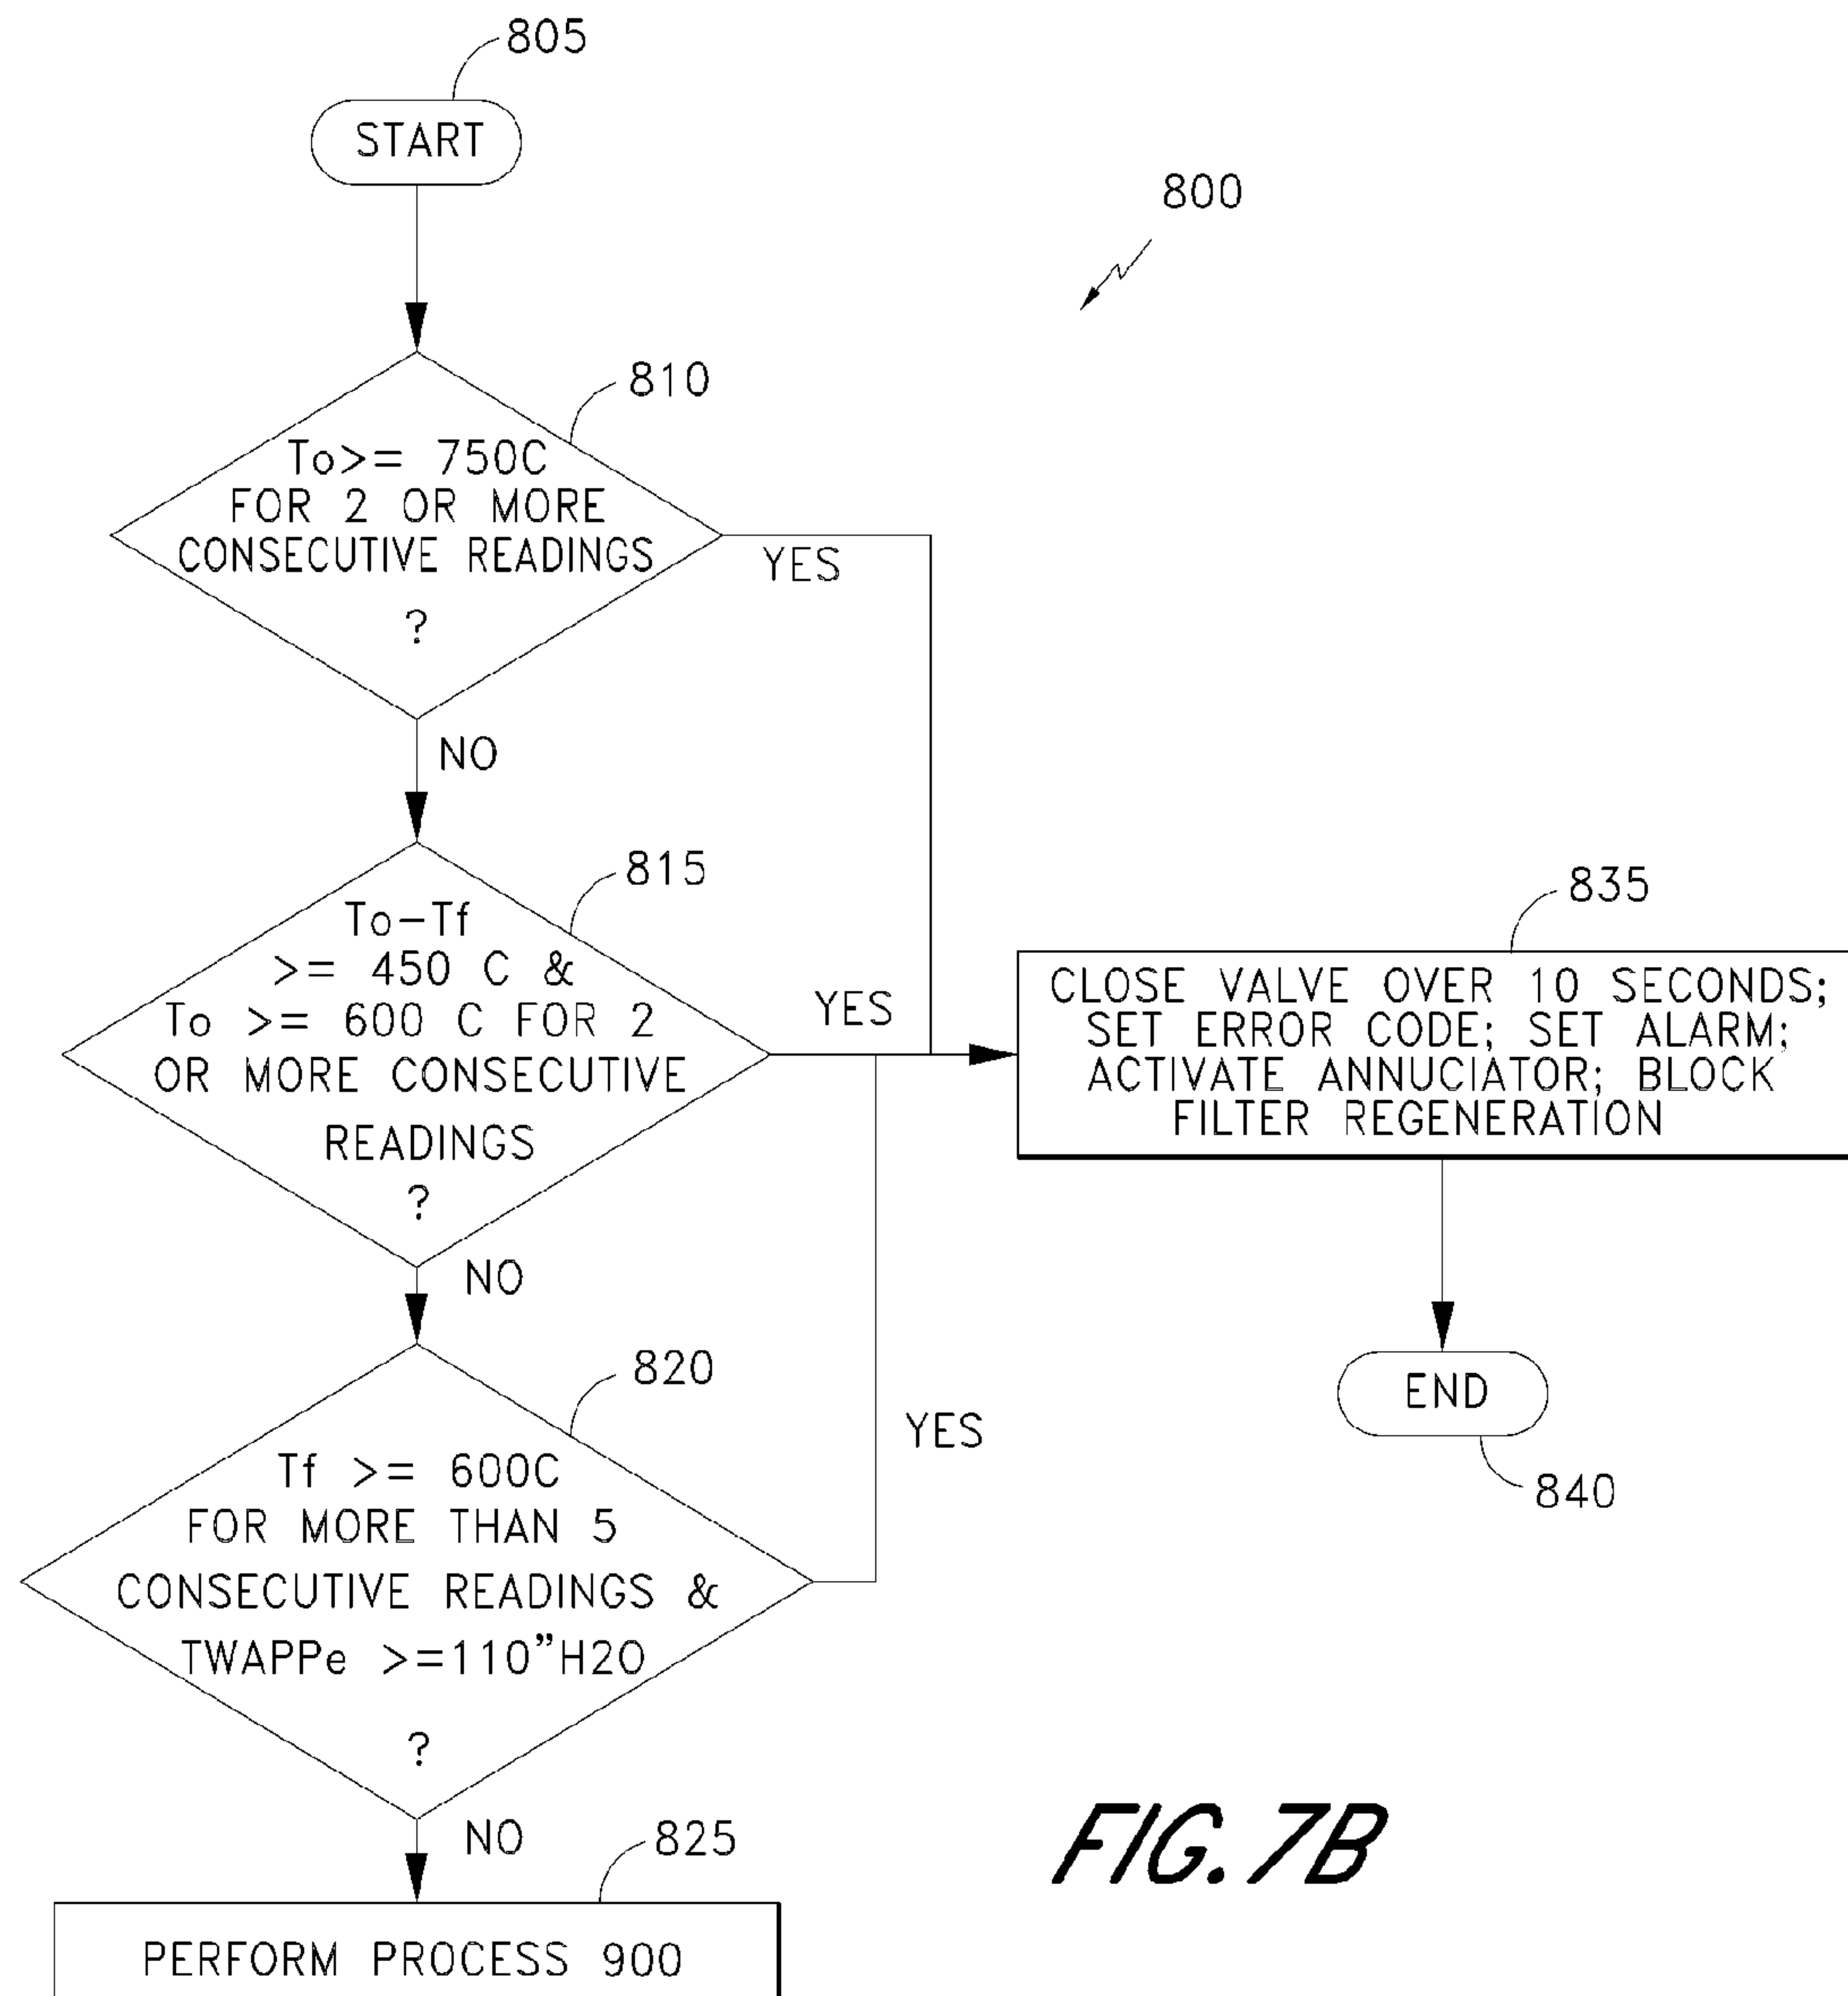 805
START
800
810
To>= 750C
FOR 2 OR MORE
CONSECUTIVE READINGS
?
YES
NO
815
To-Tf
>= 450 C &
To >= 600 C FOR 2
OR MORE CONSECUTIVE
READINGS
?
YES
NO
835
CLOSE VALVE OVER 10 SECONDS;
SET ERROR CODE; SET ALARM;
ACTIVATE ANNUCIATOR; BLOCK
FILTER REGENERATION
END
840
820
Tf >= 600C
FOR MORE THAN 5
CONSECUTIVE READINGS &
TWAPPe >=110"H2O
?
YES
NO
825
PERFORM PROCESS 900
FIG. 7B